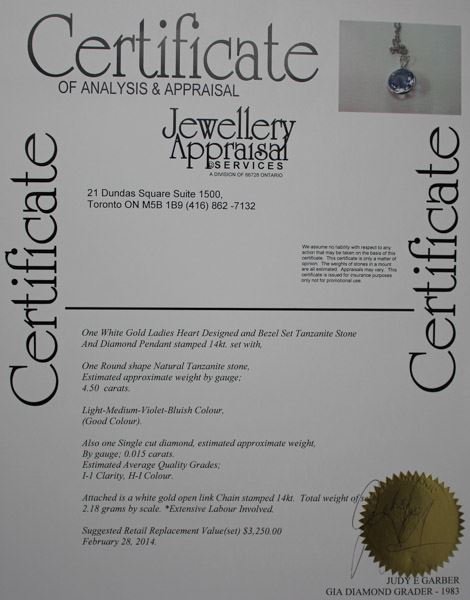 Certificate
OF ANALYSIS & APPRAISAL
Jewellery
Appraisal
SERVICES
A DIVISION OF 66728 ONTARIO
21 Dundas Square Suite 1500,
Toronto ON M5B 1B9 (416) 862 -7132
Certificate
Certificate
We assume no liability with respect to any
action that may be taken on the basis of this
certificate. This certificate is only a matter of
opinion. The weights of stones in a mount
are all estimated. Appraisals may vary. This
certificate is issued for insurance purposes
only not for promotional use.
One White Gold Ladies Heart Designed and Bezel Set Tanzanite Stone
And Diamond Pendant stamped 14kt. set with,
One Round shape Natural Tanzanite stone,
Estimated approximate weight by gauge;
4.50 carats.
Light-Medium-Violet-Bluish Colour,
(Good Colour).
Also one Single cut diamond, estimated approximate weight,
By gauge; 0.015 carats.
Estimated Average Quality Grades;
I-1 Clarity, H-I Colour.
Attached is a white gold open link Chain stamped 14kt. Total weight of
2.18 grams by scale. *Extensive Labour Involved.
Suggested Retail Replacement Value(set) $3,250.00
February 28, 2014.
JUDY E GARBER
GIA DIAMOND GRADER - 1983